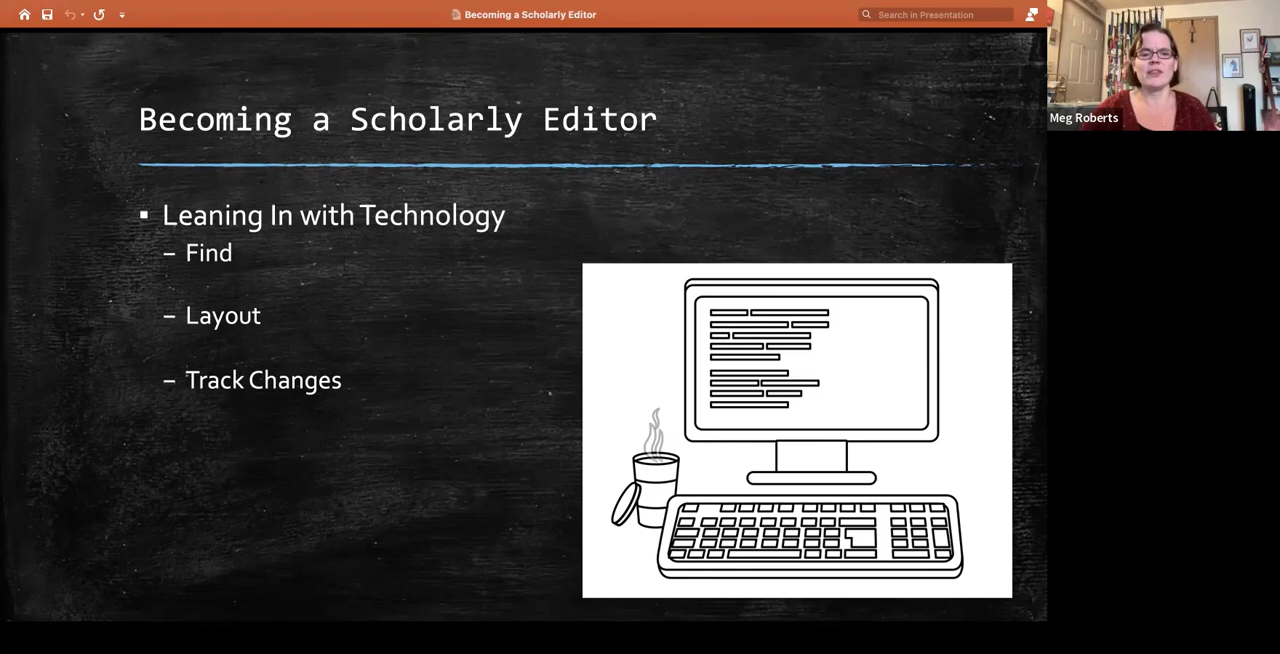 Becoming a Scholarly Editor
Search in Presentation
Meg Roberts
Becoming a Scholarly Editor
▪ Leaning In with Technology
– Find
– Layout
– Track Changes